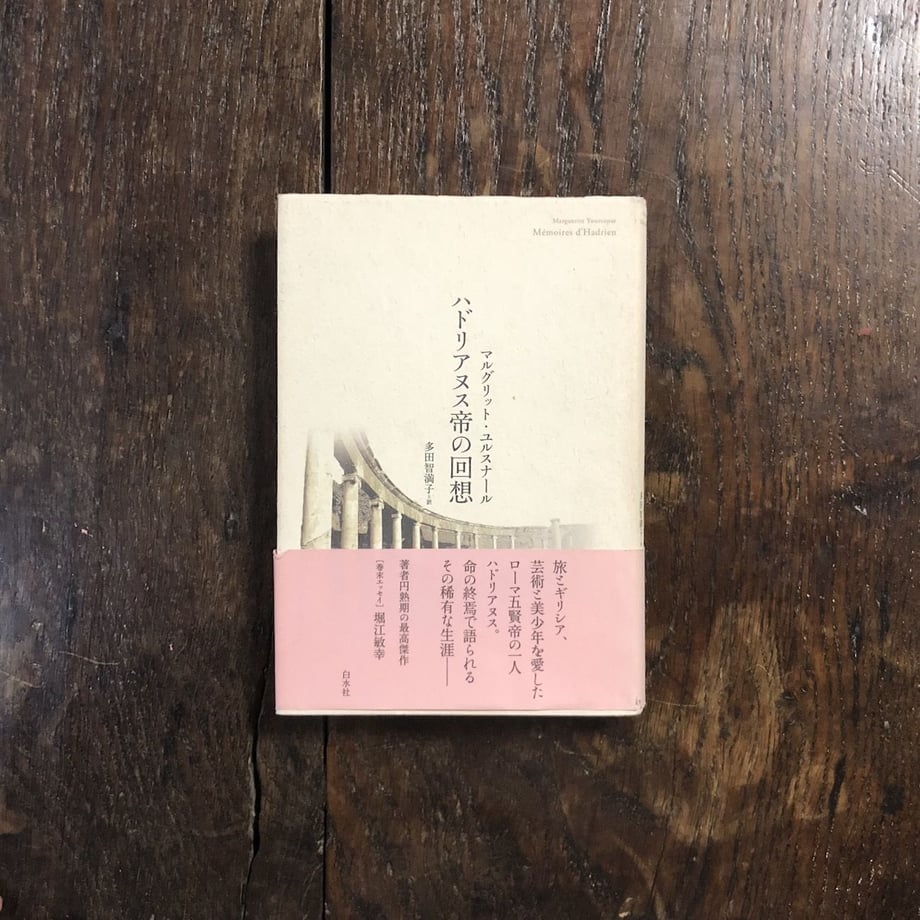 Marguerite Yourcenar
Mémoires d'Hadrien
マルグリット・ユルスナール
ハドリアヌス帝の回想
多田智満子 訳
旅とギリシア、
芸術と美少年を愛した
ローマ五賢帝の一人
ハドリアヌス。
命の終焉で語られる
その稀有な生涯――
著者円熟期の最高傑作
[巻末エッセイ] 堀江敏幸
白水社